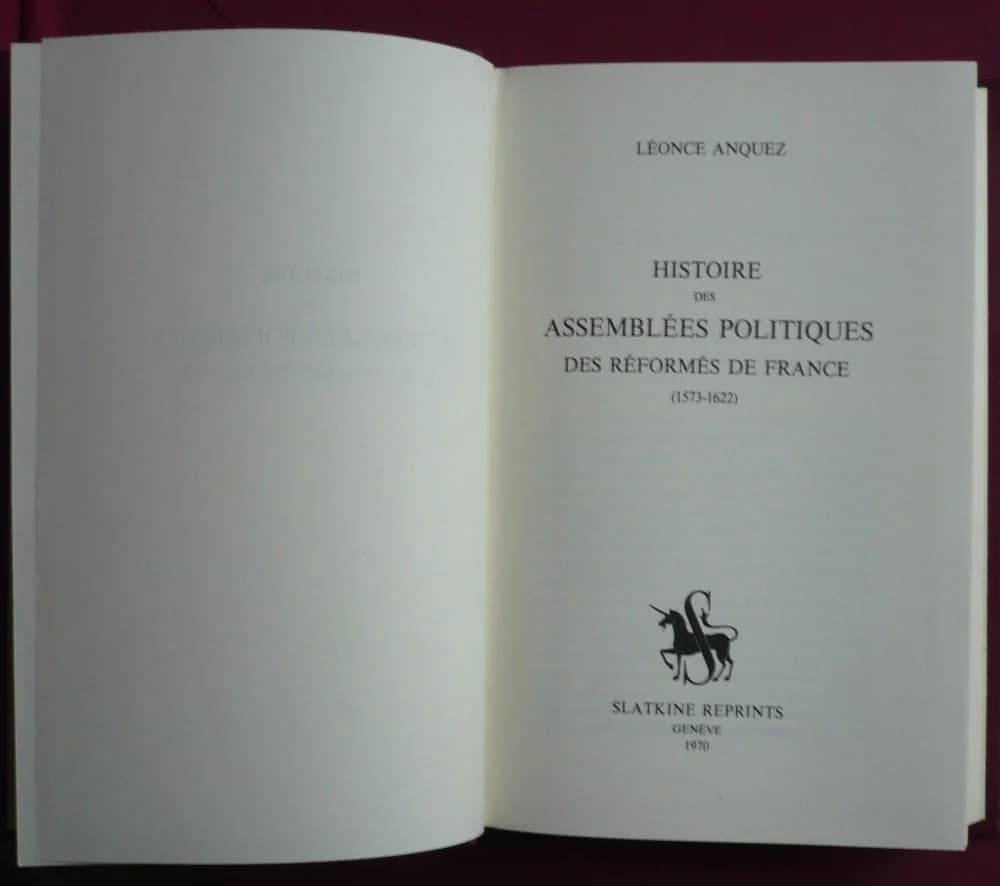 LÉONCE ANQUEZ
HISTOIRE
DES
ASSEMBLÉES POLITIQUES
DES RÉFORMÉS DE FRANCE
(1573-1622)
S
SLATKINE REPRINTS
GENÈVE
1970